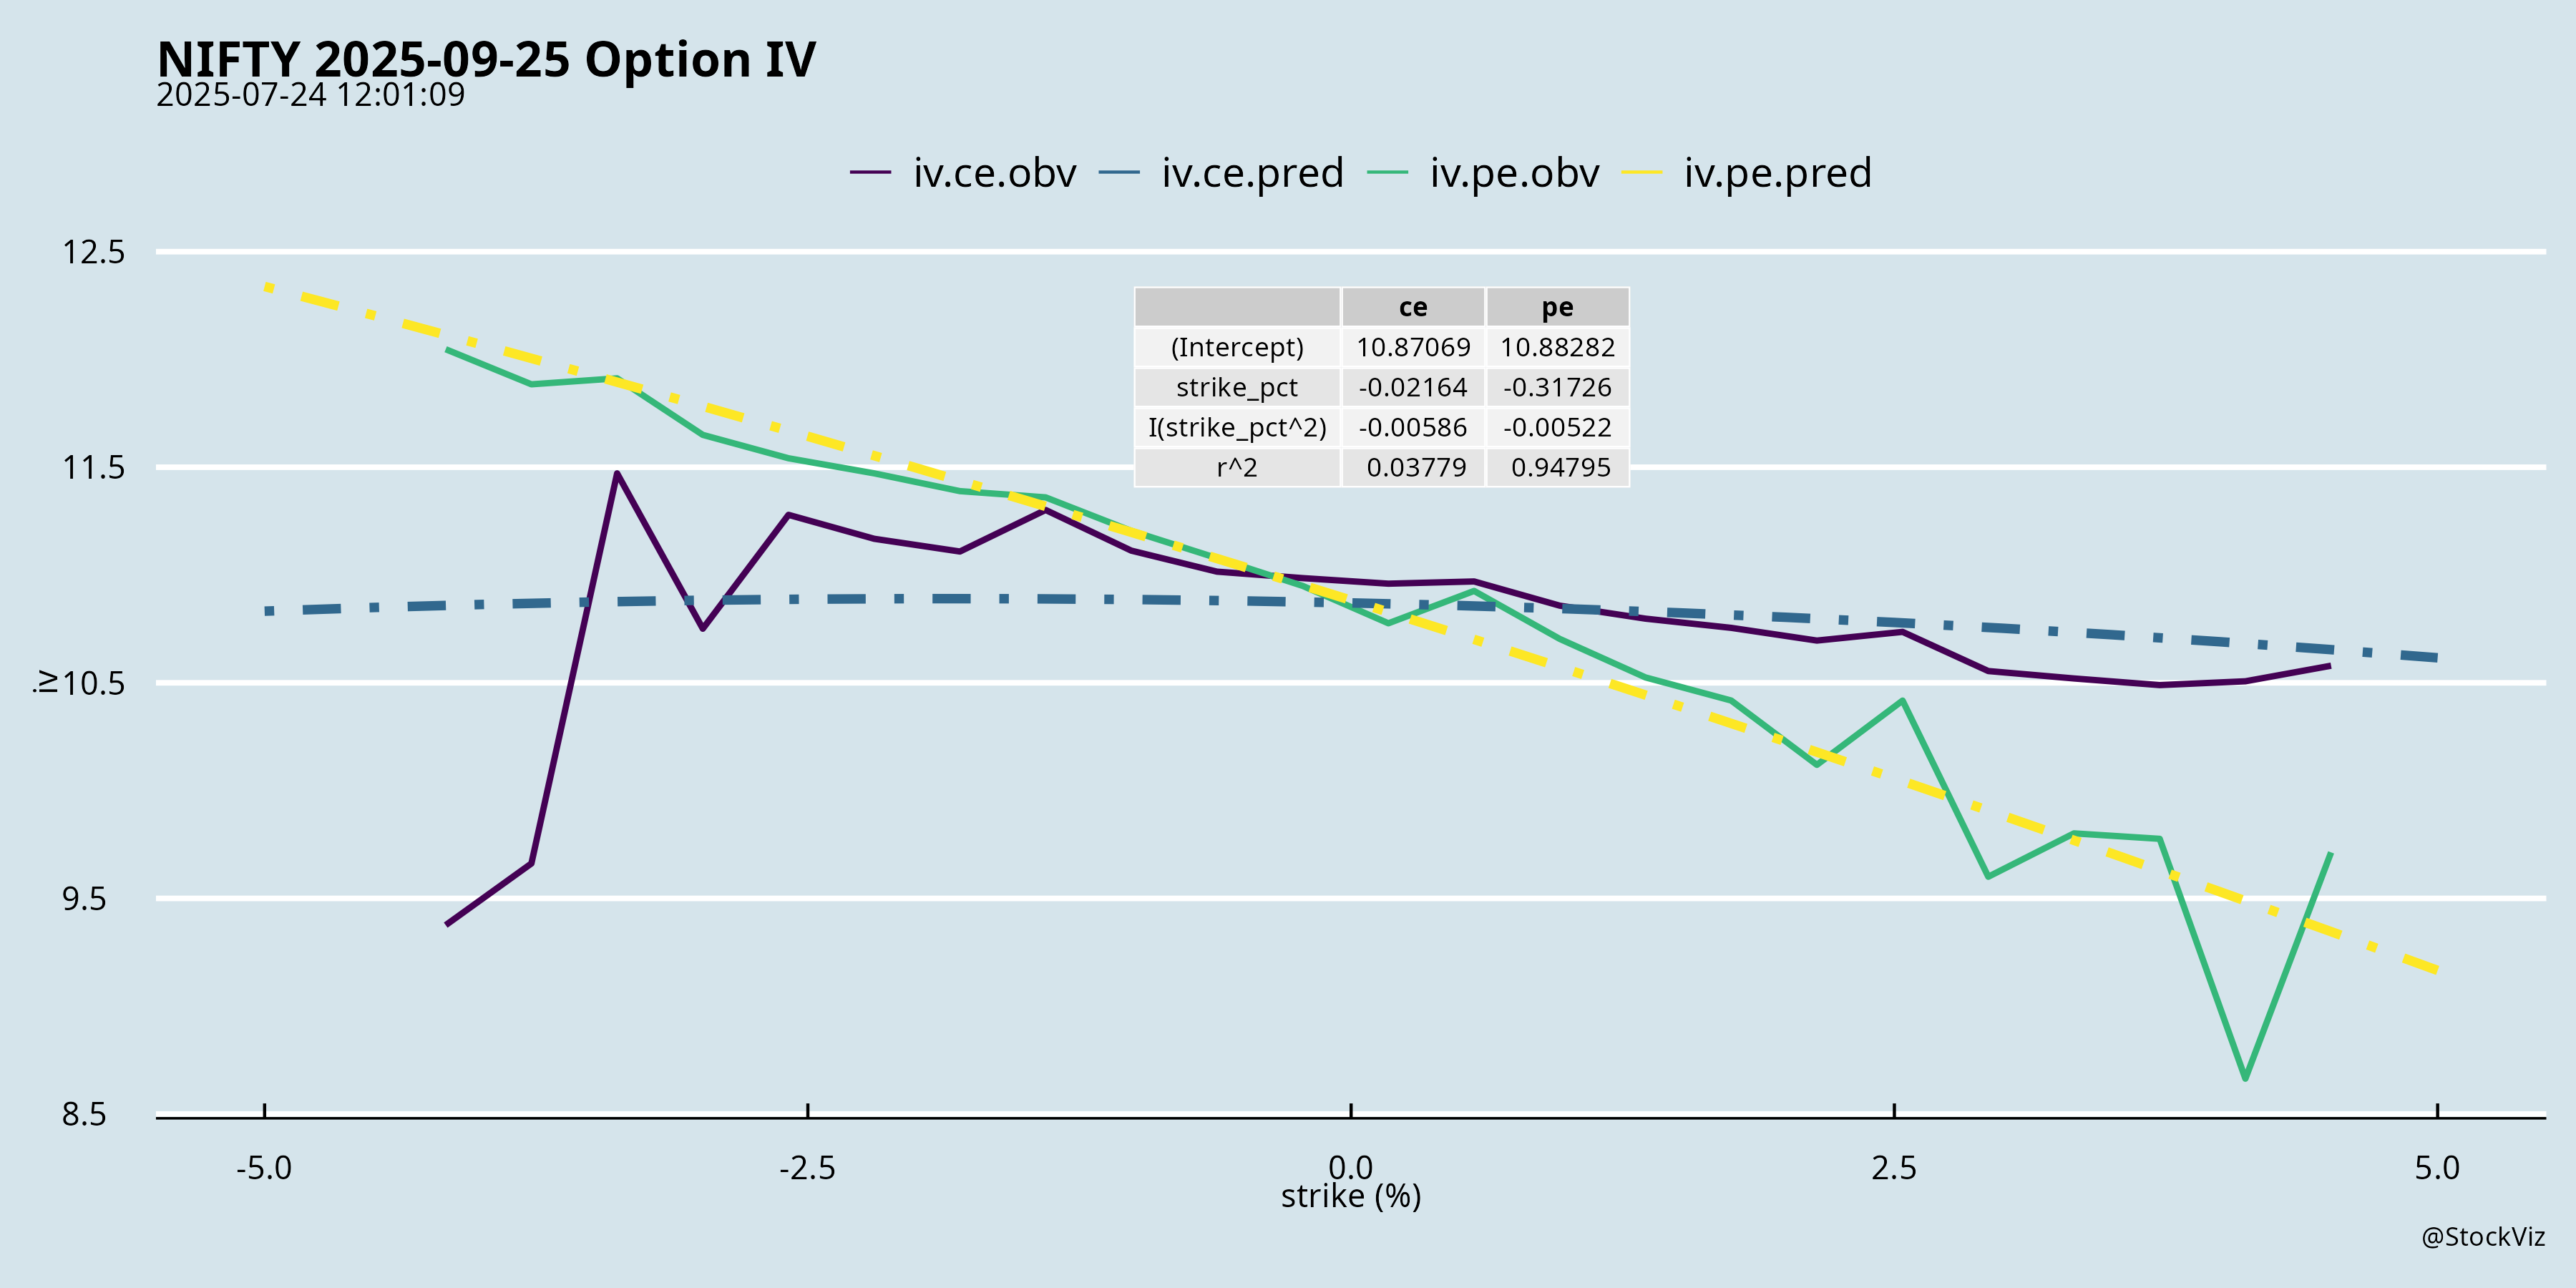 NIFTY 2025-09-25 Option IV
2025-07-24 12:01:09
iv.ce.obv iv.ce.pred iv.pe.obv iv.pe.pred
12.5
ce pe
(Intercept) 10.87069 10.88282
strike_pct -0.02164 -0.31726
I(strike_pct^2) -0.00586 -0.00522
r^2 0.03779 0.94795
11.5
iv
10.5
9.5
8.5
-5.0 -2.5 0.0 2.5 5.0
strike (%)
@StockViz